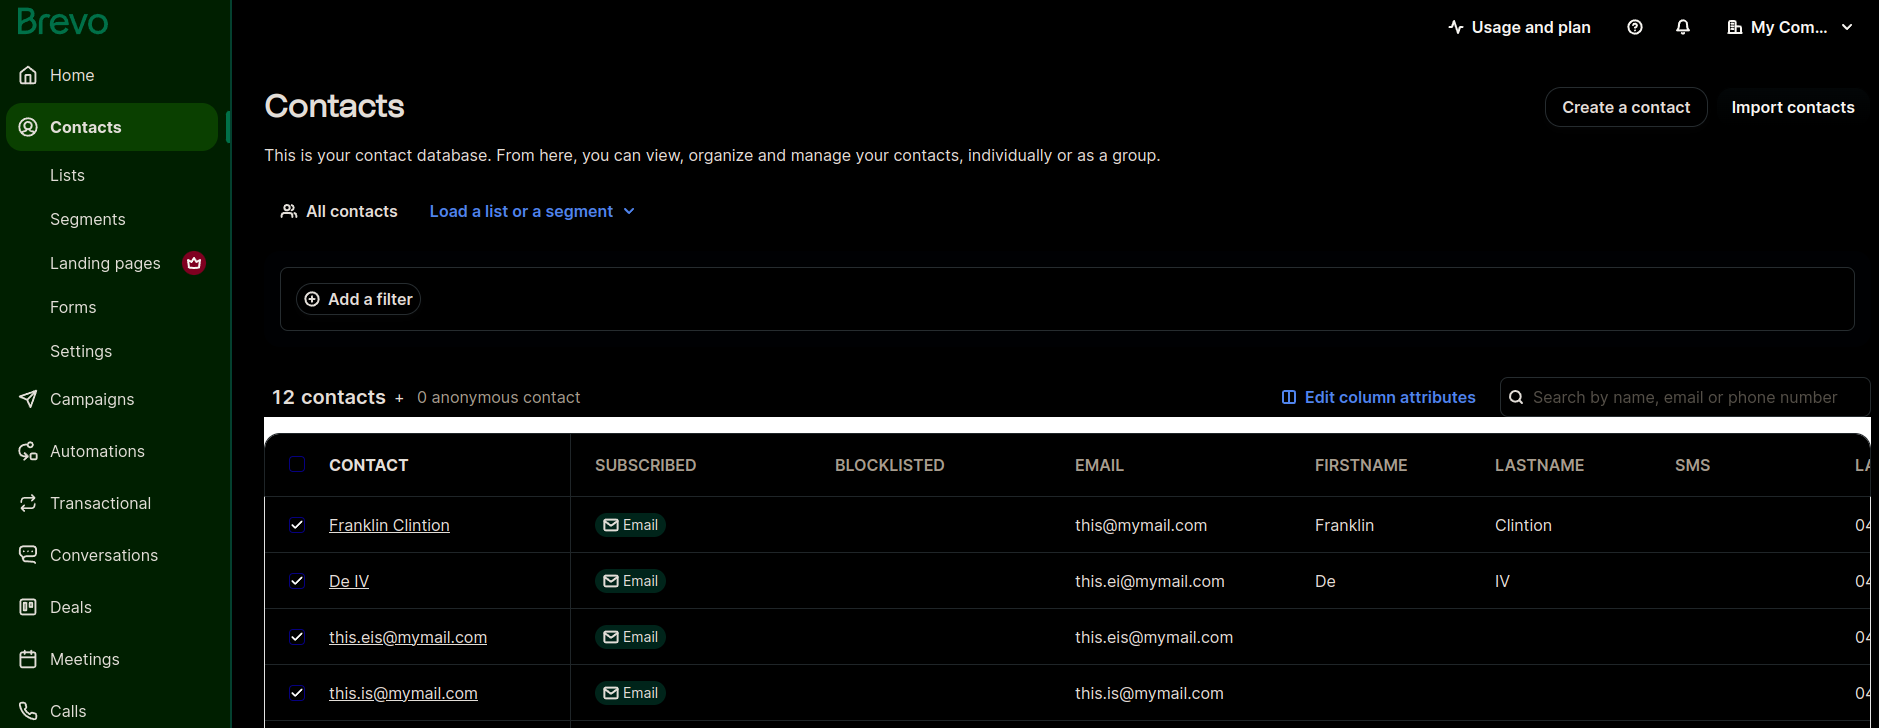 Brevo
Usage and plan
My Com...
Home
Contacts
Lists
Segments
Landing pages
Forms
Settings
Campaigns
Automations
Transactional
Conversations
Deals
Meetings
Calls
Contacts
Create a contact
Import contacts
This is your contact database. From here, you can view, organize and manage your contacts, individually or as a group.
All contacts
Load a list or a segment
Add a filter
12 contacts + 0 anonymous contact
Edit column attributes
Search by name, email or phone number
CONTACT SUBSCRIBED BLOCKLISTED EMAIL FIRSTNAME LASTNAME SMS
Franklin Clintion Email this@mymail.com Franklin Clintion
De IV Email this.ei@mymail.com De IV
this.eis@mymail.com Email this.eis@mymail.com
this.is@mymail.com Email this.is@mymail.com